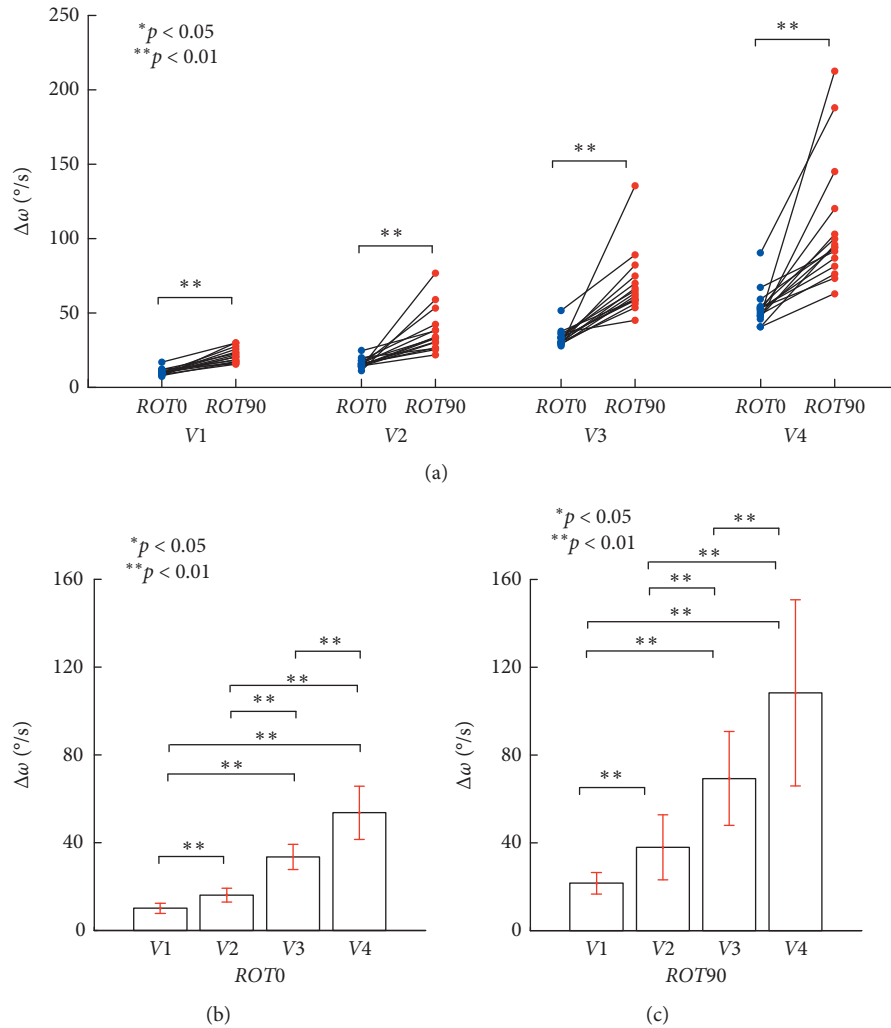 *p < 0.05
**p < 0.01
Δω (°/s)
250
200
150
100
50
0
**
**
**
**
ROT0 ROT90 ROT0 ROT90 ROT0 ROT90 ROT0 ROT90
V1 V2 V3 V4
(a)
*p < 0.05
**p < 0.01
Δω (°/s)
160
120
80
40
0
**
**
**
**
**
**
V1 V2 V3 V4
ROT0
(b)
*p < 0.05
**p < 0.01
Δω (°/s)
160
120
80
40
0
**
**
**
**
**
**
V1 V2 V3 V4
ROT90
(c)